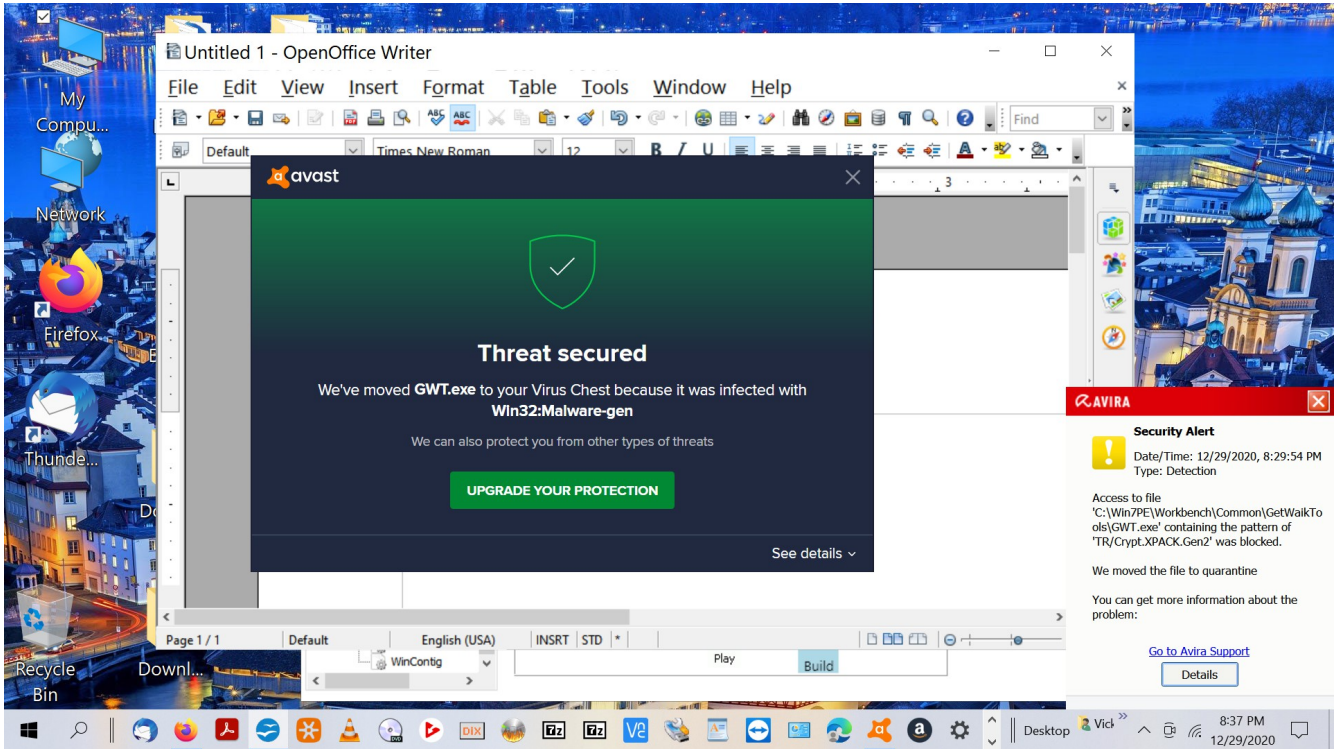 My
Compu...
Network
Firefox
Thunde...
Recycle
Bin
Downl...
Untitled 1 - OpenOffice Writer
File Edit View Insert Format Table Tools Window Help
Find
Default Times New Roman 12 B I U
3
avast
Threat secured
We've moved GWT.exe to your Virus Chest because it was infected with
WIn32:Malware-gen
We can also protect you from other types of threats
UPGRADE YOUR PROTECTION
See details
Page 1 / 1 Default English (USA) INSRT STD *
WinContig
Play
Build
AVIRA
Security Alert
Date/Time: 12/29/2020, 8:29:54 PM
Type: Detection
Access to file
'C:\Win7PE\Workbench\Common\GetWaikTo
ols\GWT.exe' containing the pattern of
'TR/Crypt.XPACK.Gen2' was blocked.
We moved the file to quarantine
You can get more information about the
problem:
Go to Avira Support
Details
Desktop
8:37 PM
12/29/2020